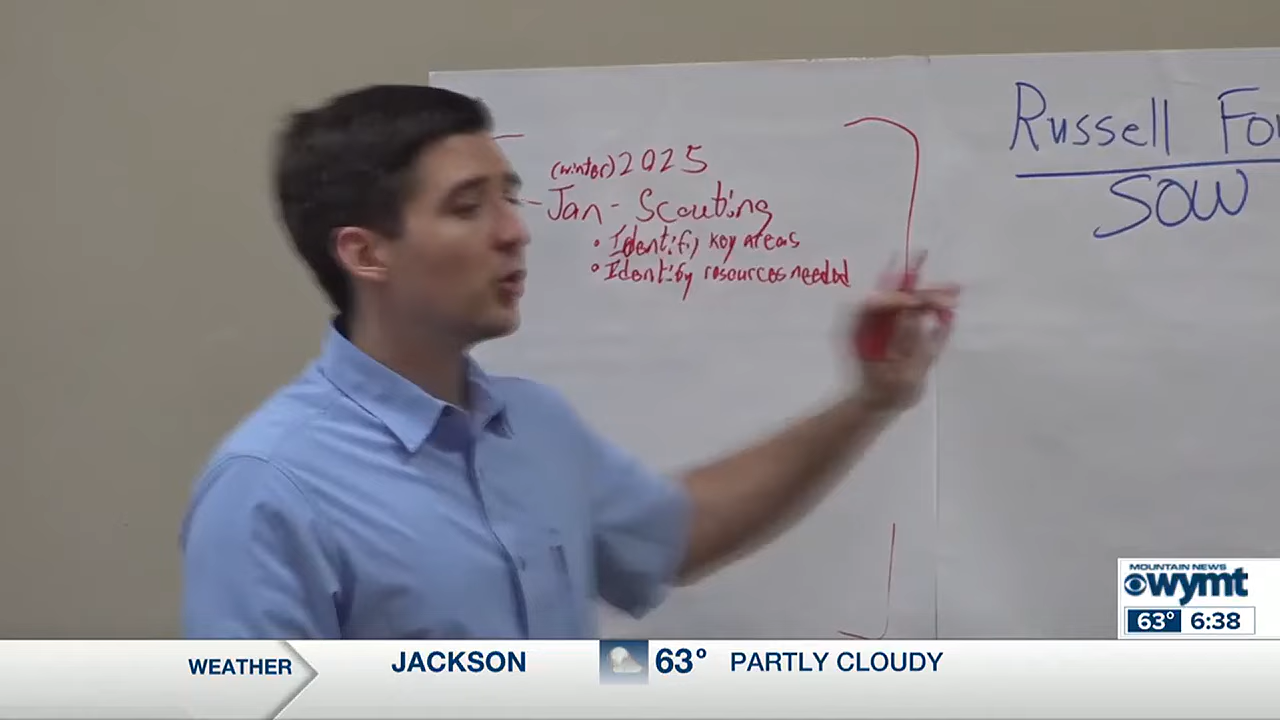 (winter) 2025
- Jan - Scouting
• Identify key areas
• Identify resources needed
Russell Fo
SOW
MOUNTAIN NEWS
wymt
63° 6:38
WEATHER JACKSON 63° PARTLY CLOUDY